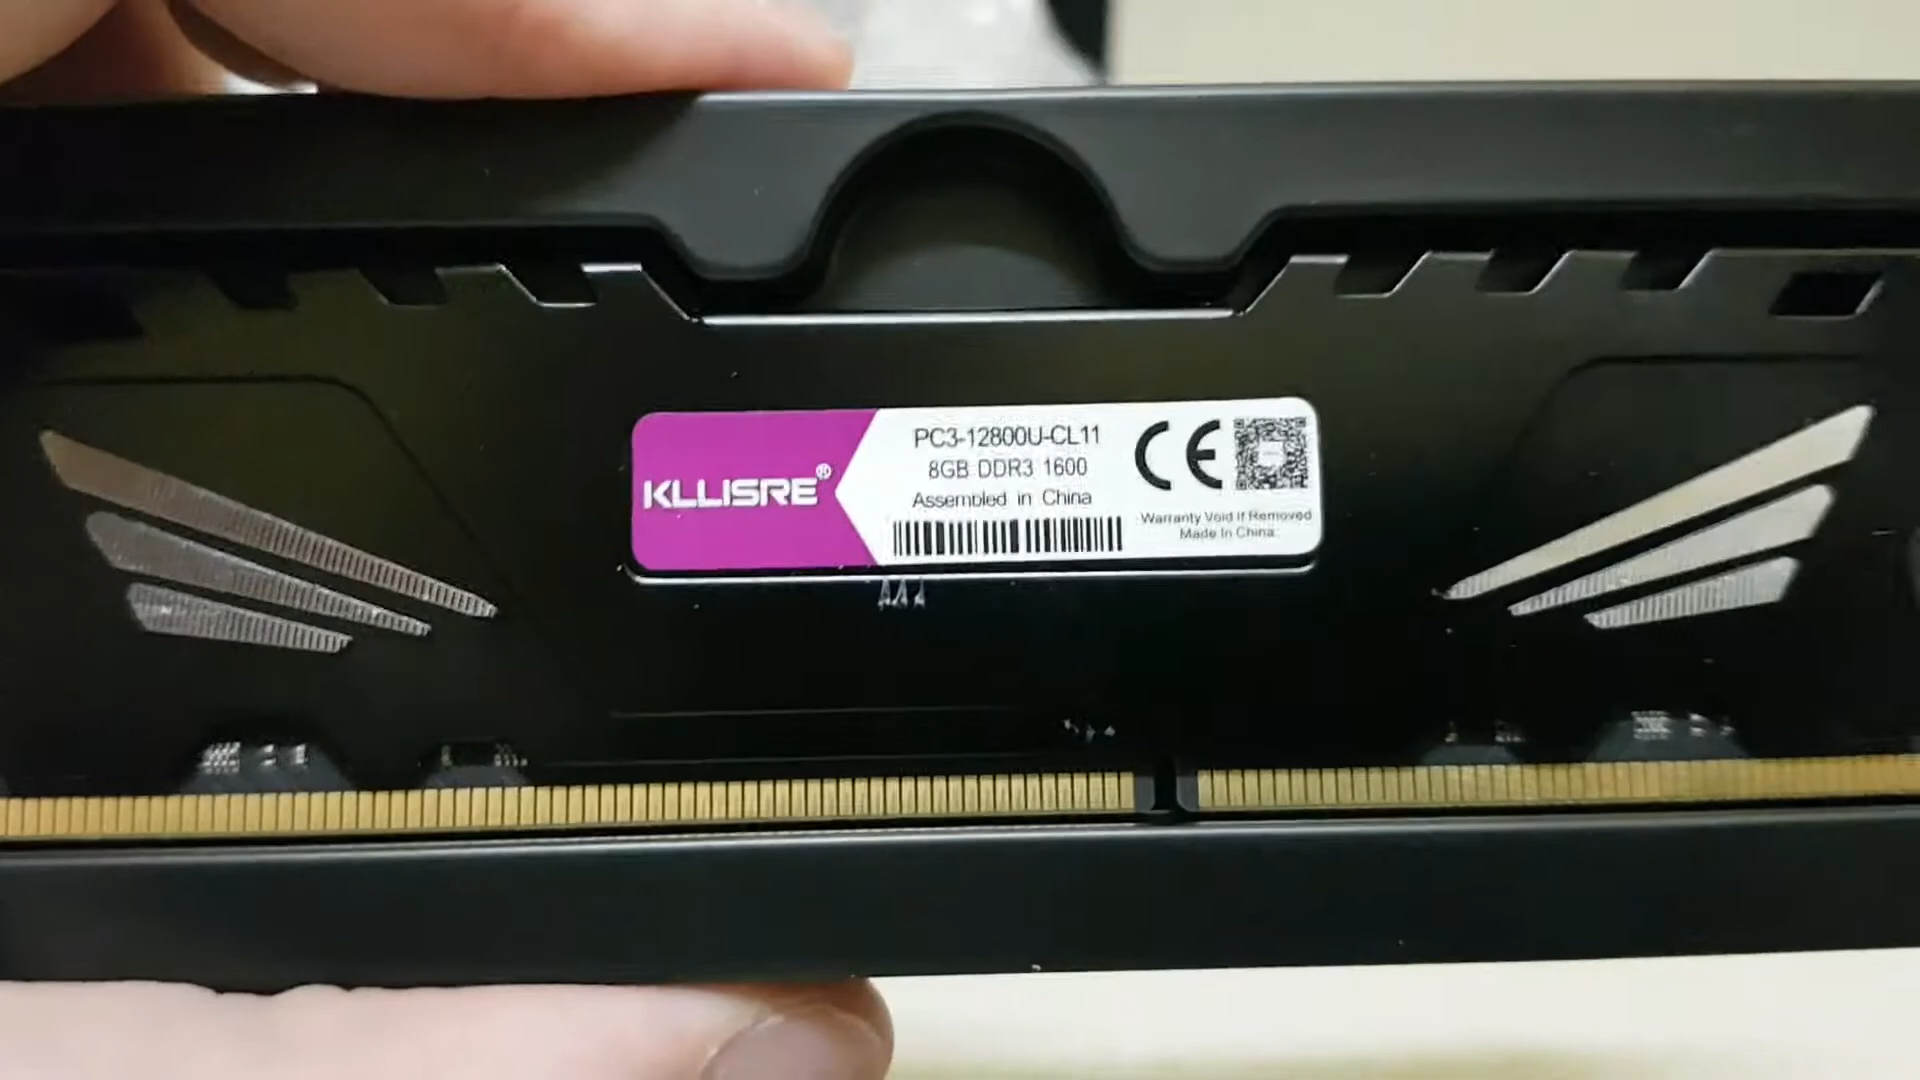 KLLISRE®
PC3-12800U-CL11
8GB DDR3 1600
Assembled in China
CE
Warranty Void If Removed
Made In China